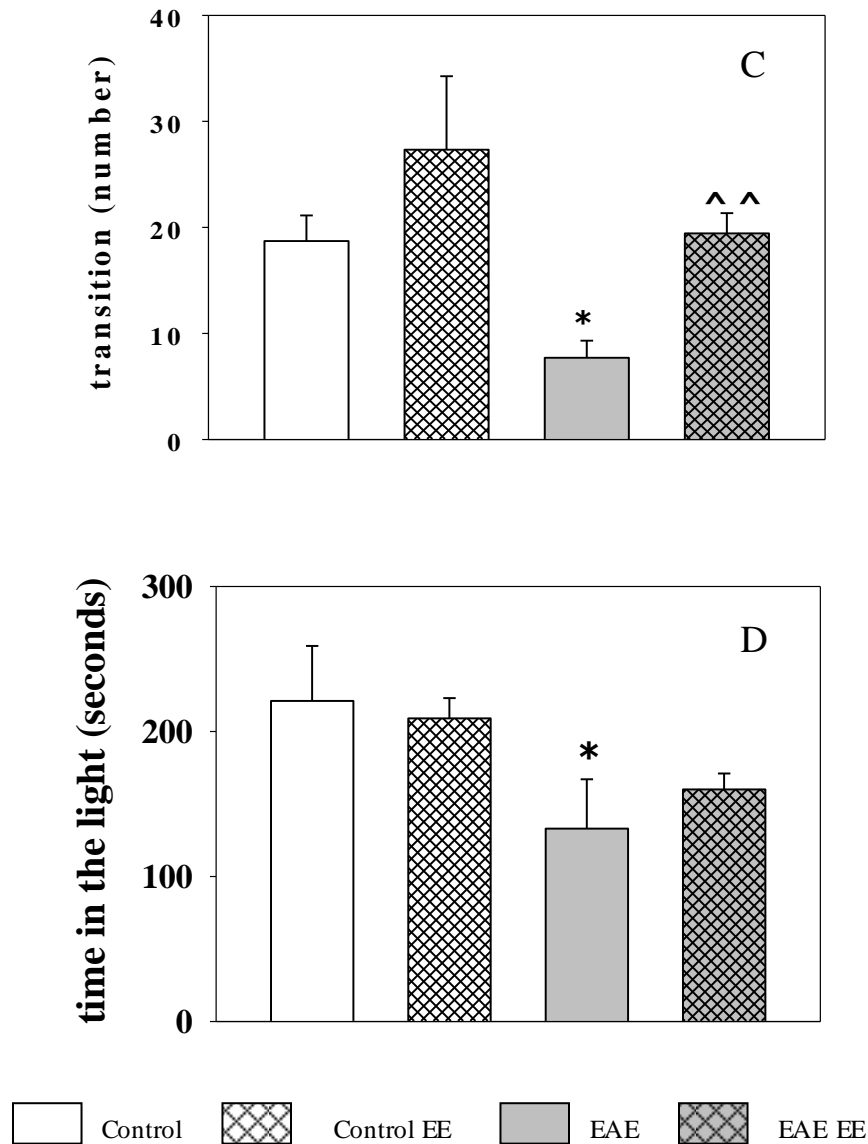 40
C
30
^ ^
20
*
10
0
transition (number)
300
D
200
*
100
0
time in the light (seconds)
Control Control EE EAE EAE EE